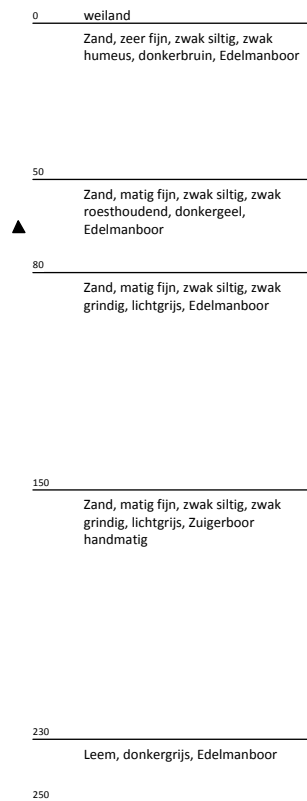 0 weiland
Zand, zeer fijn, zwak siltig, zwak
humeus, donkerbruin, Edelmanboor
50
Zand, matig fijn, zwak siltig, zwak
roesthoudend, donkergeel,
Edelmanboor
80
Zand, matig fijn, zwak siltig, zwak
grindig, lichtgrijs, Edelmanboor
150
Zand, matig fijn, zwak siltig, zwak
grindig, lichtgrijs, Zuigerboor
handmatig
230
Leem, donkergrijs, Edelmanboor
250